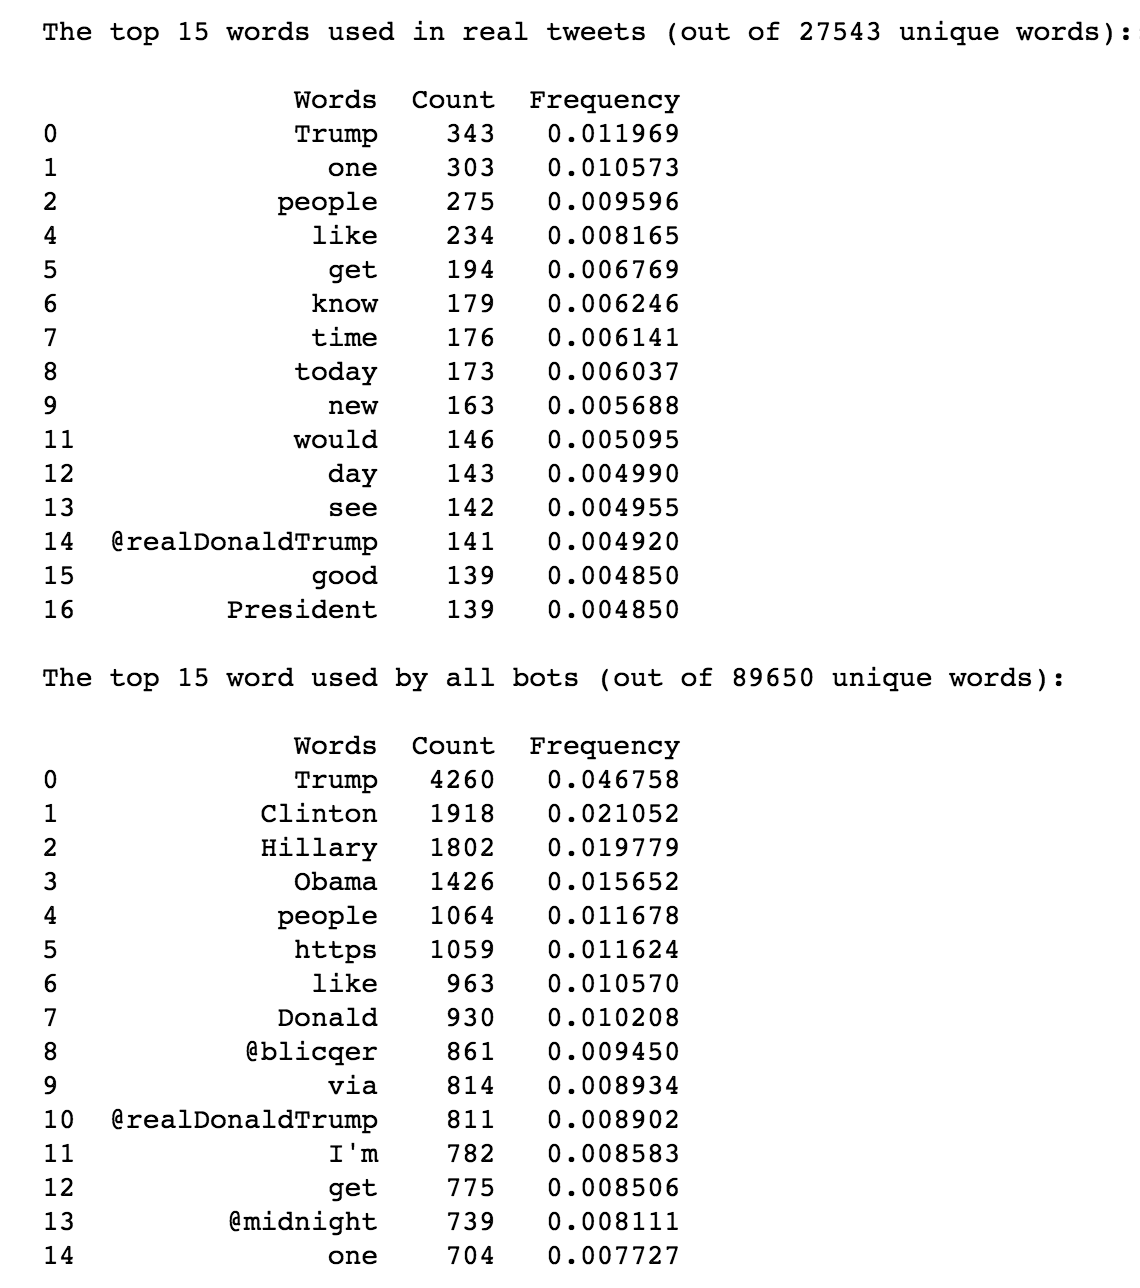 The top 15 words used in real tweets (out of 27543 unique words):
Words Count Frequency
0 Trump 343 0.011969
1 one 303 0.010573
2 people 275 0.009596
4 like 234 0.008165
5 get 194 0.006769
6 know 179 0.006246
7 time 176 0.006141
8 today 173 0.006037
9 new 163 0.005688
11 would 146 0.005095
12 day 143 0.004990
13 see 142 0.004955
14 @realDonaldTrump 141 0.004920
15 good 139 0.004850
16 President 139 0.004850
The top 15 word used by all bots (out of 89650 unique words):
Words Count Frequency
0 Trump 4260 0.046758
1 Clinton 1918 0.021052
2 Hillary 1802 0.019779
3 Obama 1426 0.015652
4 people 1064 0.011678
5 https 1059 0.011624
6 like 963 0.010570
7 Donald 930 0.010208
8 @blicqer 861 0.009450
9 via 814 0.008934
10 @realDonaldTrump 811 0.008902
11 I'm 782 0.008583
12 get 775 0.008506
13 @midnight 739 0.008111
14 one 704 0.007727